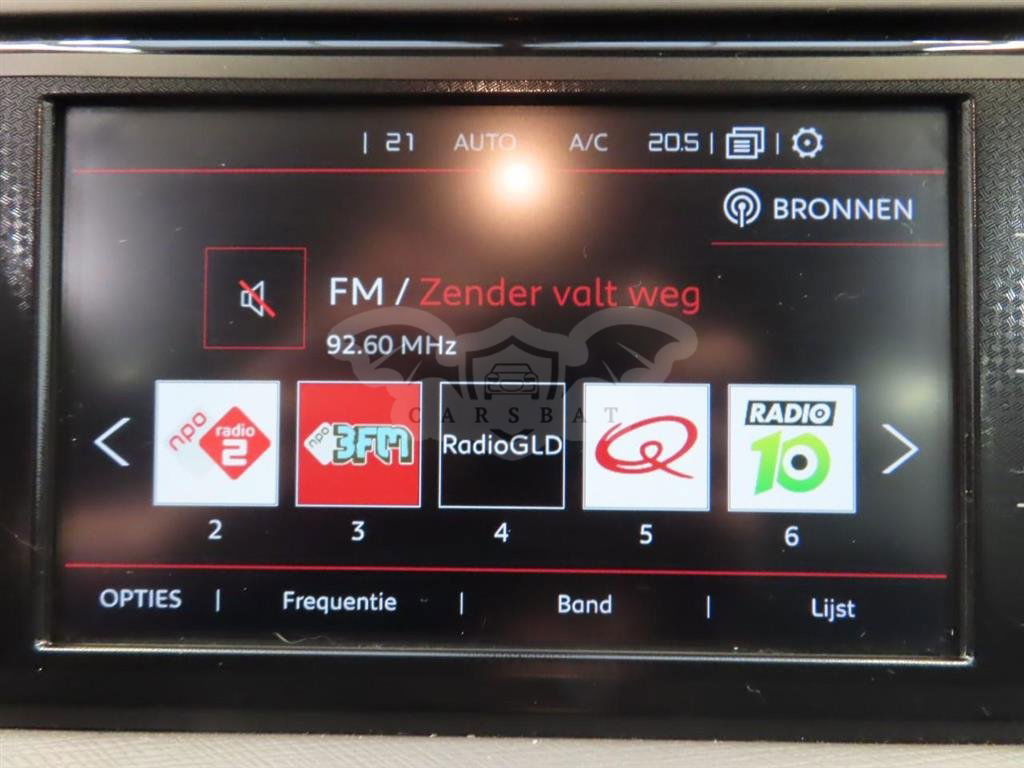 | 21 AUTO A/C 20.5 | |
BRONNEN
FM / Zender valt weg
92.60 MHz
CARSBAT
npo radio 2
npo 3FM
RadioGLD
Q
RADIO 10
2 3 4 5 6
OPTIES | Frequentie | Band | Lijst